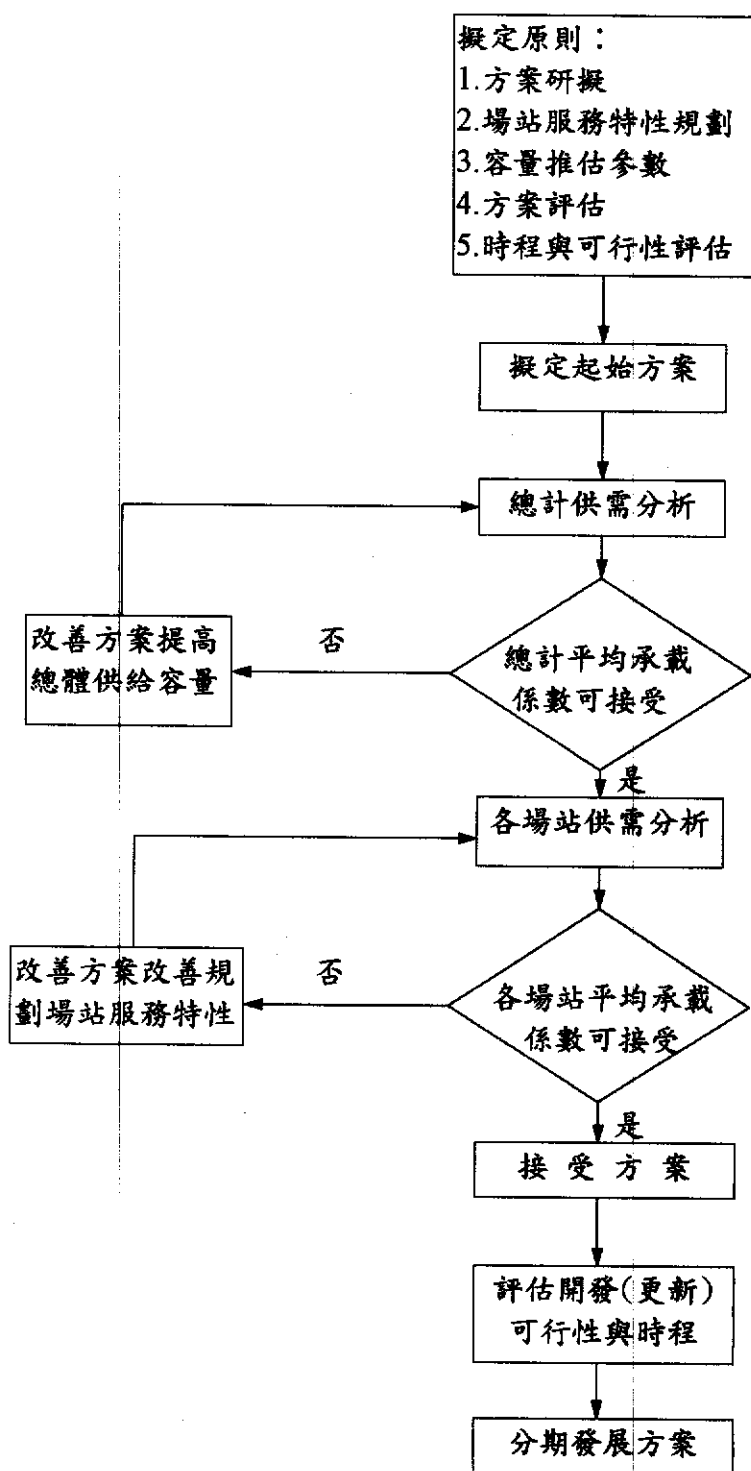 擬定原則：
1.方案研擬
2.場站服務特性規劃
3.容量推估參數
4.方案評估
5.時程與可行性評估
擬定起始方案
總計供需分析
改善方案提高
總體供給容量
否
總計平均承載
係數可接受
是
各場站供需分析
改善方案改善規
劃場站服務特性
否
各場站平均承載
係數可接受
是
接受方案
評估開發(更新)
可行性與時程
分期發展方案